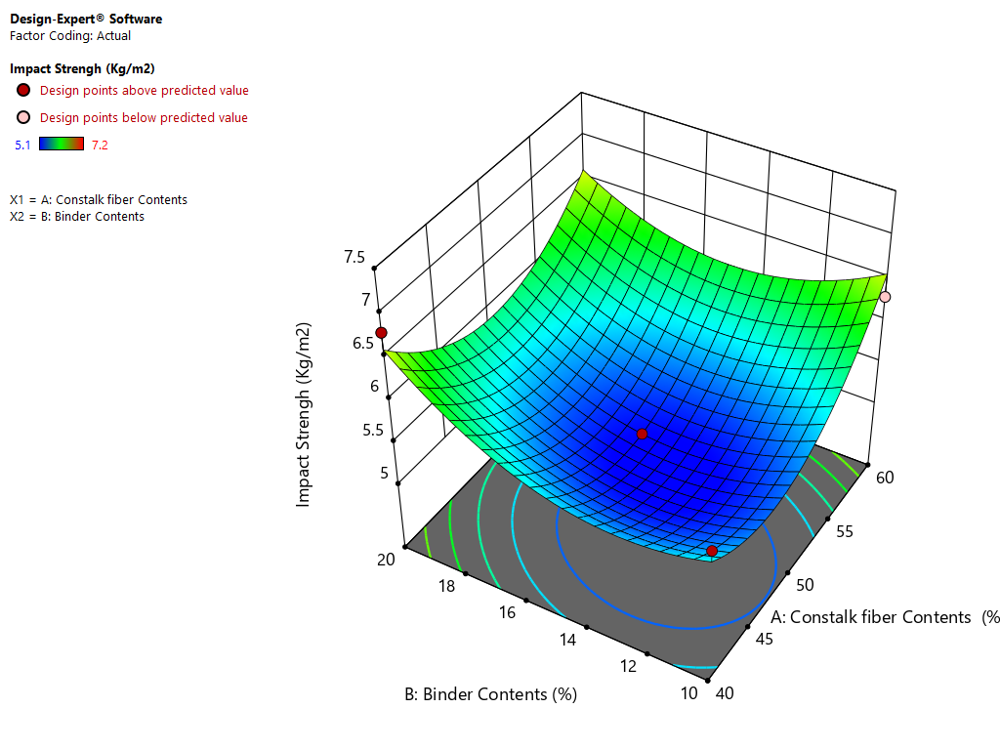 Design-Expert® Software
Factor Coding: Actual
Impact Strengh (Kg/m2)
Design points above predicted value
Design points below predicted value
5.1 7.2
X1 = A: Constalk fiber Contents
X2 = B: Binder Contents
7.5
7
6.5
6
5.5
5
Impact Strengh (Kg/m2)
20
18
16
14
12
10
40
45
50
55
60
A: Constalk fiber Contents (%
B: Binder Contents (%)